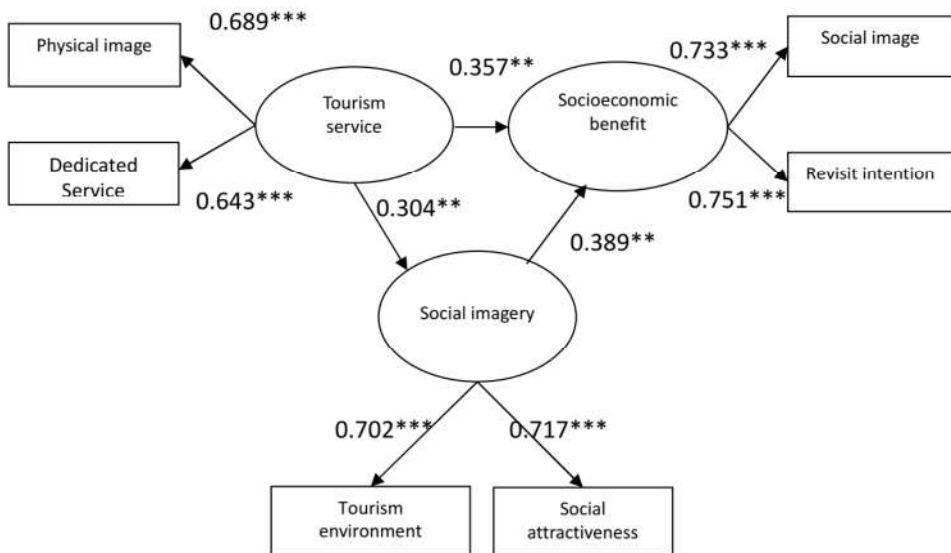 0.689***
Physical image
0.733***
Social image
0.357**
Tourism
service
Socioeconomic
benefit
Dedicated
Service
Revisit intention
0.643***
0.304**
0.751***
0.389**
Social imagery
0.702***
0.717***
Tourism
environment
Social
attractiveness